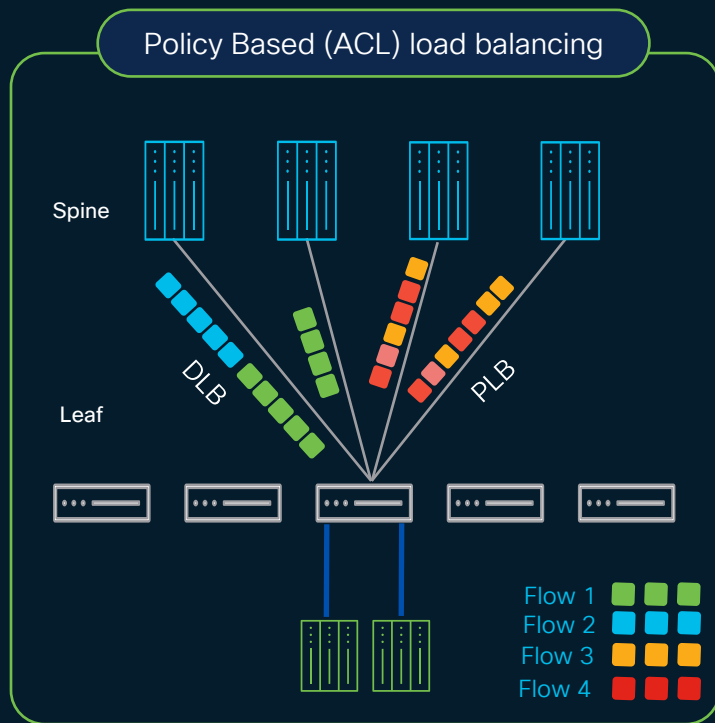 Policy Based (ACL) load balancing
Spine
DLB
PLB
Leaf
Flow 1
Flow 2
Flow 3
Flow 4